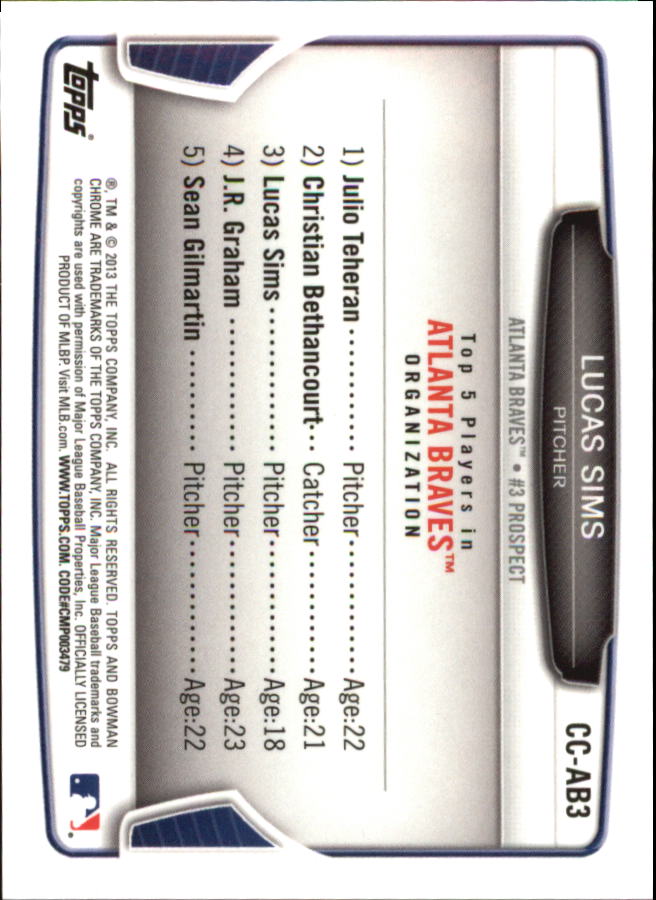 CC-AB3
LUCAS SIMS
PITCHER
ATLANTA BRAVES™ • #3 PROSPECT
Top 5 Players in
ATLANTA BRAVES™
ORGANIZATION
1) Julio Teheran ............ Pitcher ............ Age:22
2) Christian Bethancourt... Catcher ............ Age:21
3) Lucas Sims ............... Pitcher ............ Age:18
4) J.R. Graham ............. Pitcher ............ Age:23
5) Sean Gilmartin .......... Pitcher ............ Age:22
topps®
®, TM & © 2013 THE TOPPS COMPANY, INC. ALL RIGHTS RESERVED. TOPPS AND BOWMAN
CHROME ARE TRADEMARKS OF THE TOPPS COMPANY, INC. Major League Baseball trademarks and
copyrights are used with permission of Major League Baseball Properties, Inc. OFFICIALLY LICENSED
PRODUCT OF MLBP. Visit MLB.com. WWW.TOPPS.COM. CODE#CMP003479